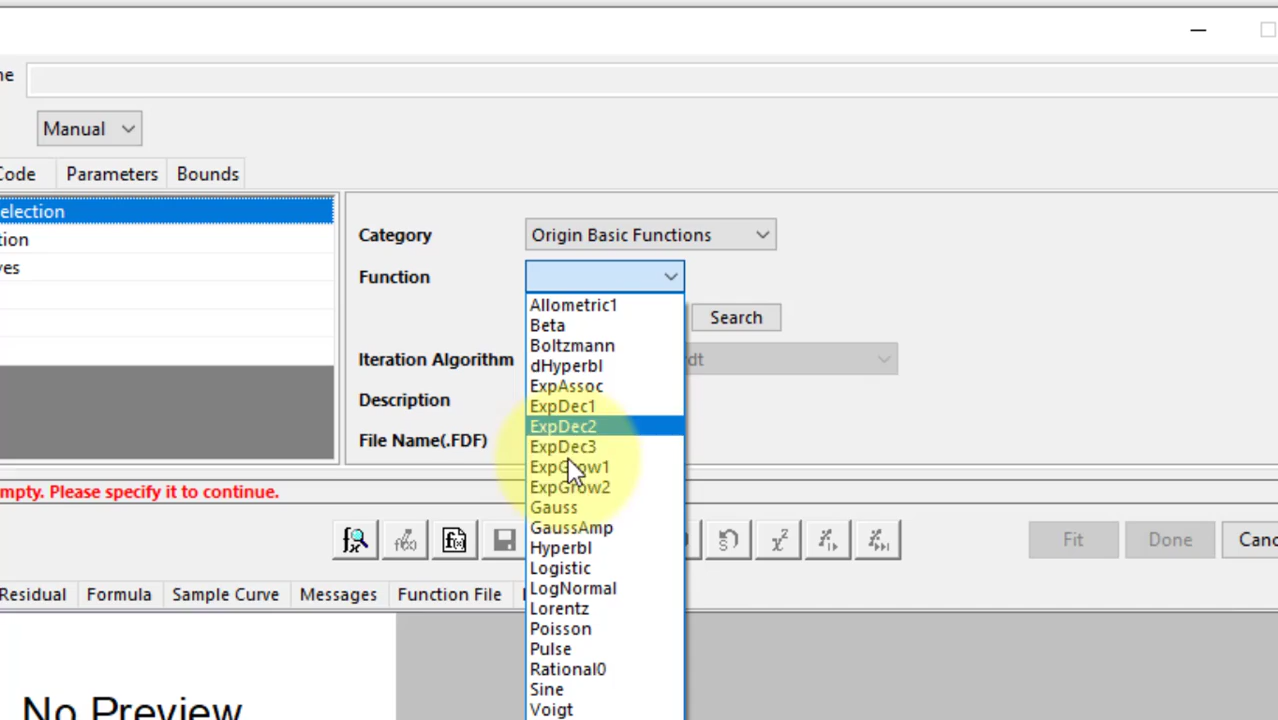 ne
Manual
Code Parameters Bounds
election
tion
ves
Category Origin Basic Functions
Function
Allometric1
Beta
Search
Boltzmann
Iteration Algorithm dHyperbl rdt
ExpAssoc
Description ExpDec1
ExpDec2
File Name(.FDF) ExpDec3
ExpGrow1
mpty. Please specify it to continue. ExpGrow2
Gauss
GaussAmp
Fit Done Canc
Hyperbl
Logistic
Residual Formula Sample Curve Messages Function File LogNormal
Lorentz
Poisson
Pulse
Rational0
Sine
No Preview Voigt